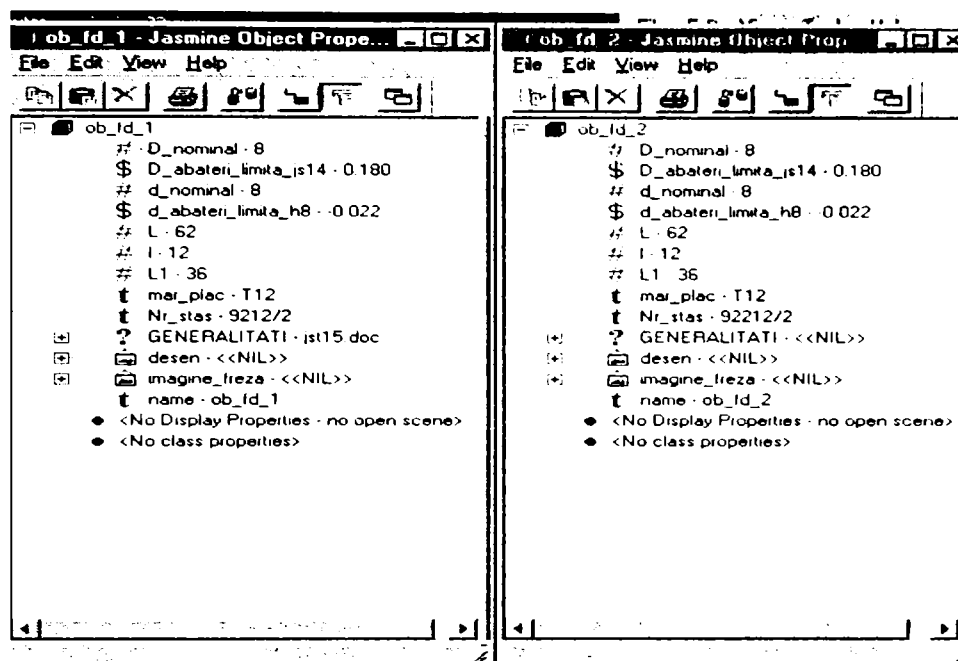 ob_fd_1 - Jasmine Object Prope...
File Edit View Help
ob_fd_1
# D_nominal - 8
$ D_abateri_limita_js14 - 0.180
# d_nominal - 8
$ d_abateri_limita_h8 - -0.022
# L - 62
# l - 12
# L1 - 36
t mar_plac - T12
t Nr_stas - 9212/2
? GENERALITATI - jst15.doc
desen - <<NIL>>
imagine_freza - <<NIL>>
t name - ob_fd_1
<No Display Properties - no open scene>
<No class properties>
ob_fd_2 - Jasmine Object Prop
File Edit View Help
ob_fd_2
# D_nominal - 8
$ D_abateri_limita_js14 - 0.180
# d_nominal - 8
$ d_abateri_limita_h8 - -0.022
# L - 62
# l - 12
# L1 36
t mar_plac - T12
t Nr_stas - 92212/2
? GENERALITATI - <<NIL>>
desen - <<NIL>>
imagine_freza - <<NIL>>
t name - ob_fd_2
<No Display Properties - no open scene>
<No class properties>